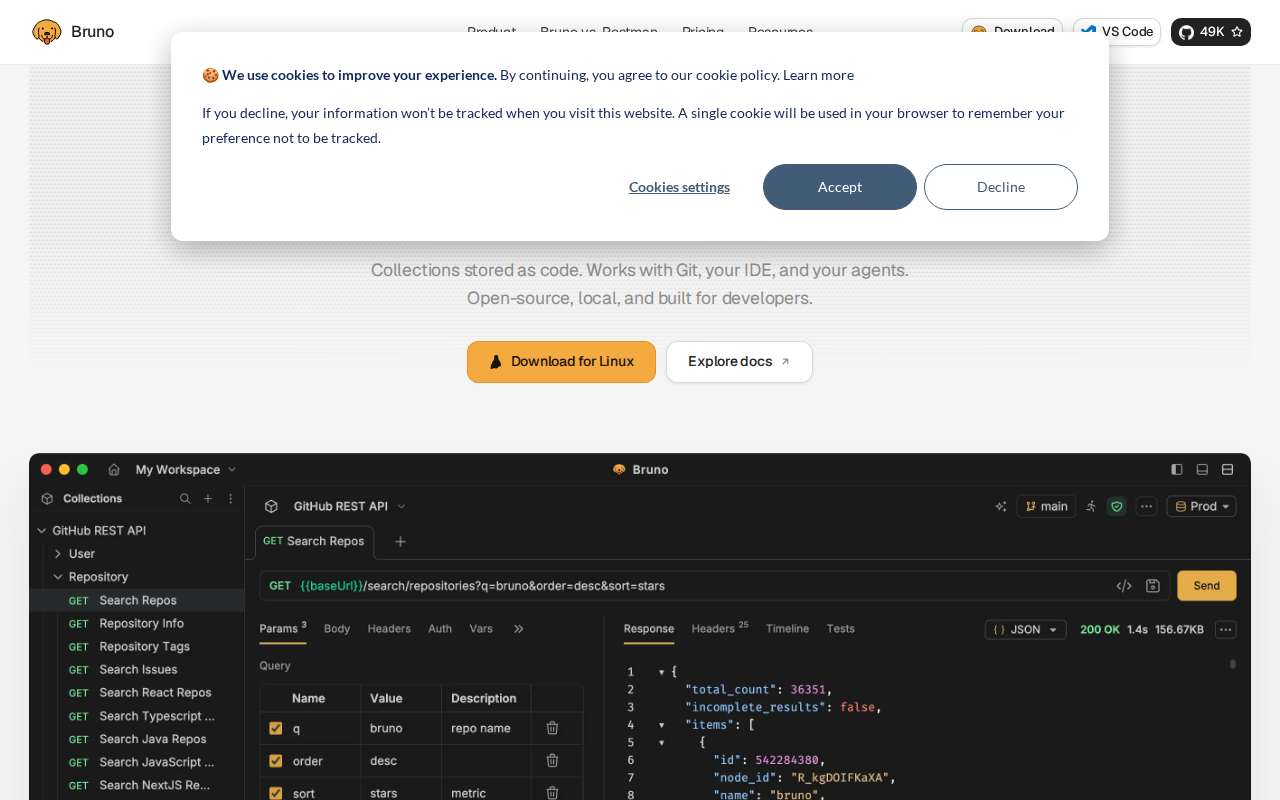 Bruno
Product Bruno vs. Postman Pricing Resources
Download
VS Code
49K
🍪 We use cookies to improve your experience. By continuing, you agree to our cookie policy. Learn more
If you decline, your information won't be tracked when you visit this website. A single cookie will be used in your browser to remember your
preference not to be tracked.
Cookies settings
Accept
Decline
Collections stored as code. Works with Git, your IDE, and your agents.
Open-source, local, and built for developers.
Download for Linux
Explore docs ↗
My Workspace
Bruno
Collections
GitHub REST API
User
Repository
GET Search Repos
GET Repository Info
GET Repository Tags
GET Search Issues
GET Search React Repos
GET Search Typescript ...
GET Search Java Repos
GET Search JavaScript ...
GET Search NextJS Re...
GitHub REST API
main
Prod
GET Search Repos
GET {{baseUrl}}/search/repositories?q=bruno&order=desc&sort=stars
Send
Params 3 Body Headers Auth Vars
Query
Name Value Description
q bruno repo name
order desc
sort stars metric
Response Headers 25 Timeline Tests
{ } JSON
200 OK 1.4s 156.67KB
1 {
2 "total_count": 36351,
3 "incomplete_results": false,
4 "items": [
5 {
6 "id": 542284380,
7 "node_id": "R_kgDOIFKaXA",
8 "name": "bruno",